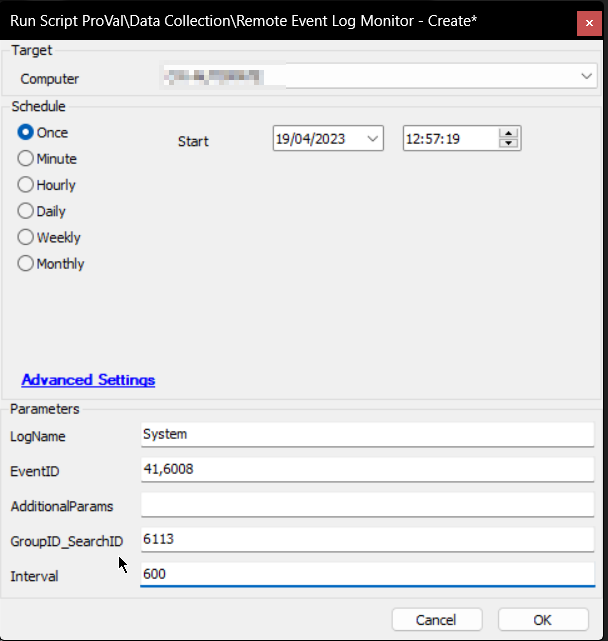 Run Script ProVal\Data Collection\Remote Event Log Monitor - Create*
Target
Computer
Schedule
Once
Start
19/04/2023
12:57:19
Minute
Hourly
Daily
Weekly
Monthly
Advanced Settings
Parameters
LogName
System
EventID
41,6008
AdditionalParams
GroupID_SearchID
6113
Interval
600
Cancel
OK